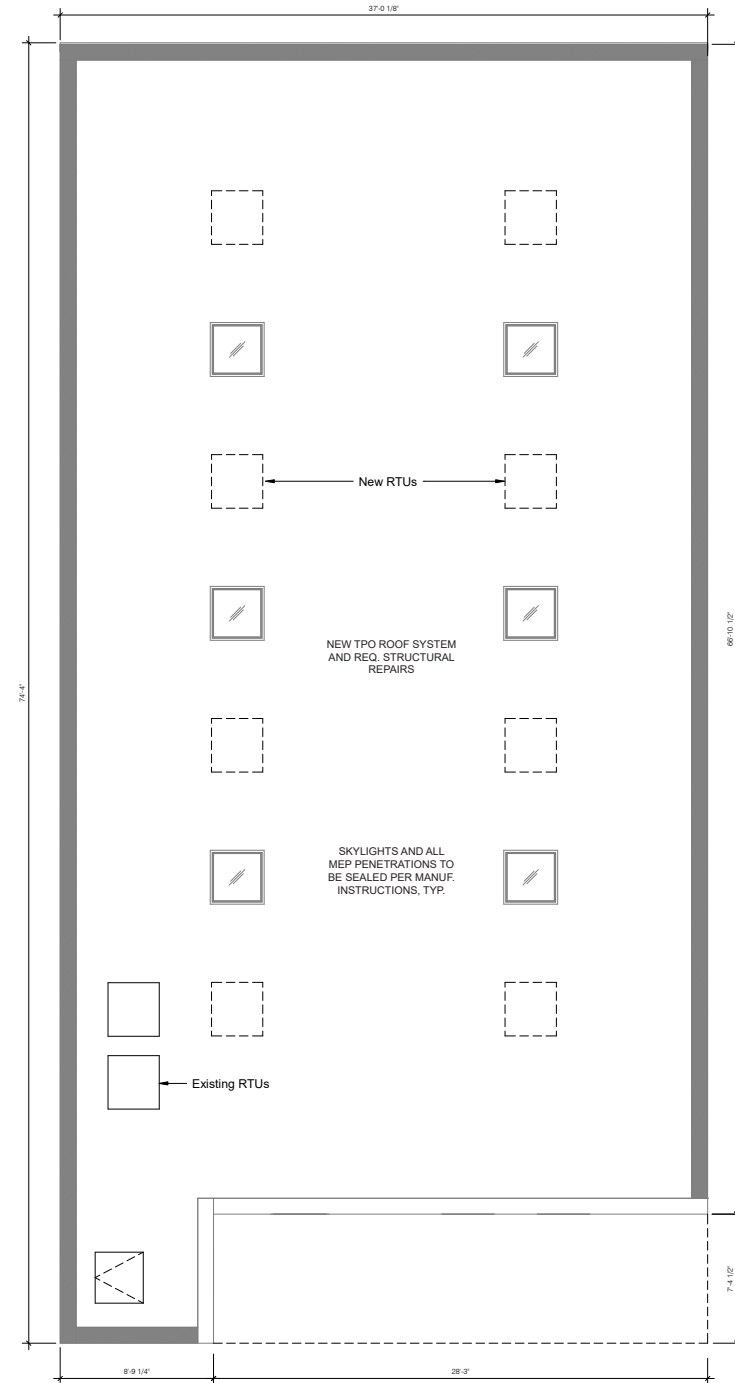 37'-0 1/8"
New RTUs
NEW TPO ROOF SYSTEM
AND REQ. STRUCTURAL
REPAIRS
66'-10 1/2"
74'-4"
SKYLIGHTS AND ALL
MEP PENETRATIONS TO
BE SEALED PER MANUF.
INSTRUCTIONS, TYP.
Existing RTUs
7'-4 1/2"
8'-9 1/4"
28'-3"